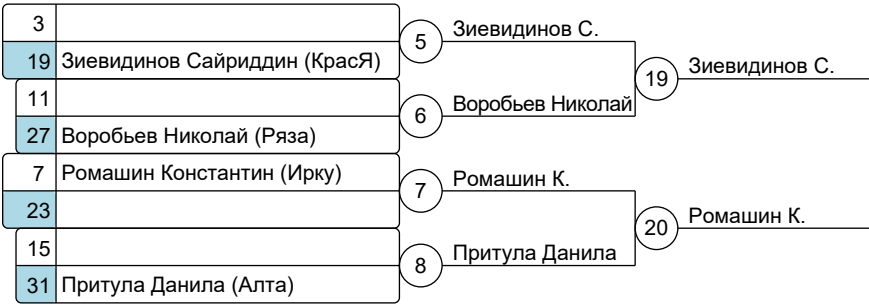 3
19 Зиевидинов Сайриддин (КрасЯ)
11
27 Воробьев Николай (Ряза)
7 Ромашин Константин (Ирку)
23
15
31 Притула Данила (Алта)
5 Зиевидинов С.
6 Воробьев Николай
7 Ромашин К.
8 Притула Данила
19 Зиевидинов С.
20 Ромашин К.